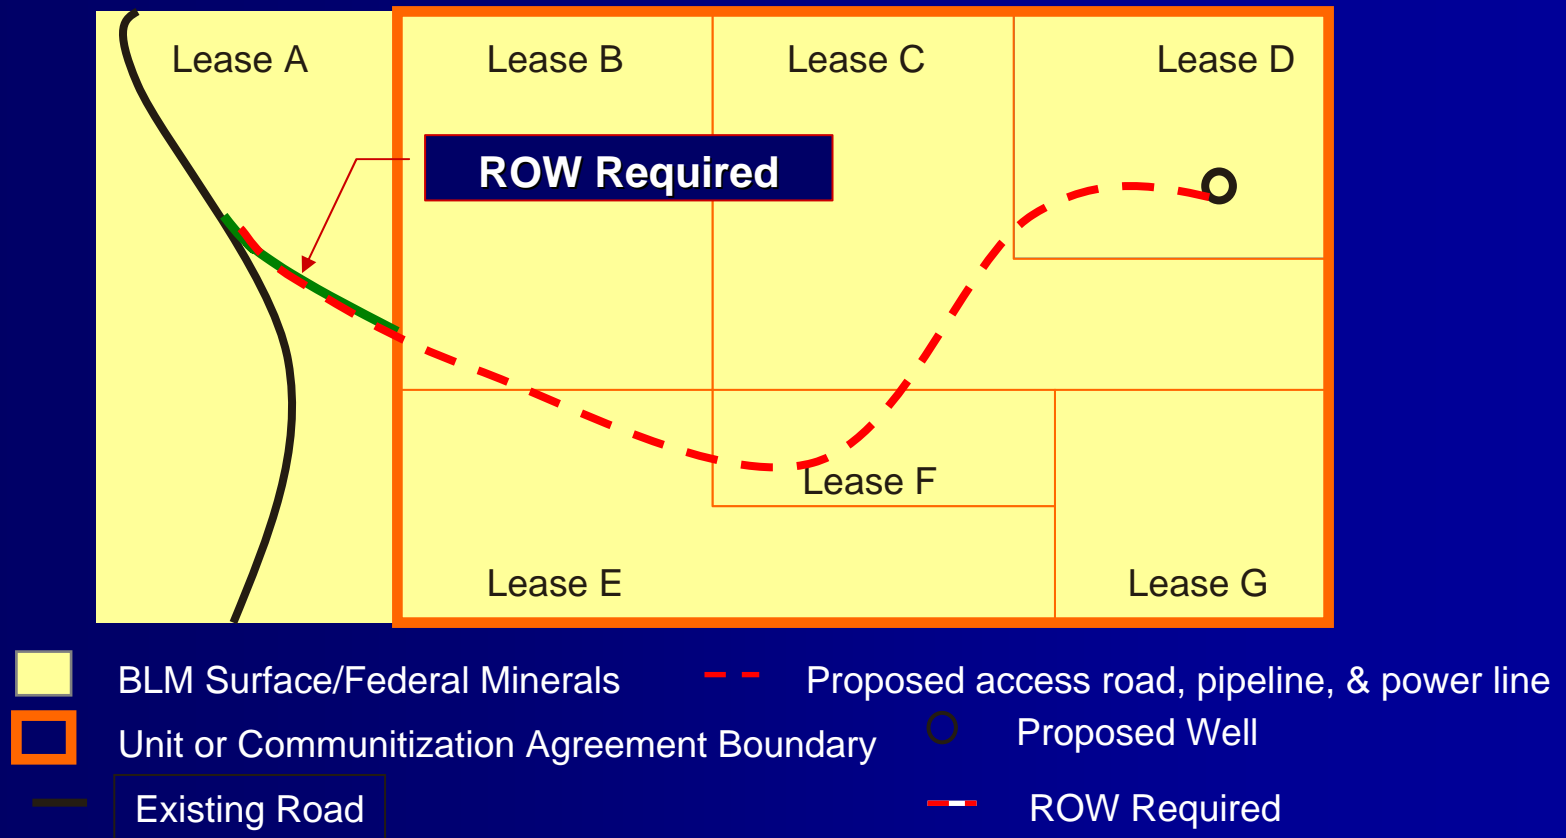 Lease A
Lease B
Lease C
Lease D
ROW Required
Lease F
Lease E
Lease G
BLM Surface/Federal Minerals
Proposed access road, pipeline, & power line
Unit or Communitization Agreement Boundary
Proposed Well
Existing Road
ROW Required